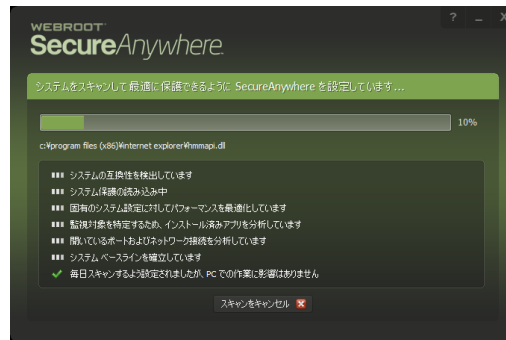 ? _ X
WEBROOT
SecureAnywhere.
システムをスキャンして最適に保護できるように SecureAnywhere を設定しています...
10%
c:¥program files (x86)¥internet explorer¥hmmapi.dll
システムの互換性を検出しています
システム保護の読み込み中
固有のシステム設定に対してパフォーマンスを最適化しています
監視対象を特定するため、インストール済みアプリを分析しています
開いているポートおよびネットワーク接続を分析しています
システム ベースラインを確立しています
毎日スキャンするよう設定されましたが、PC での作業に影響はありません
スキャンをキャンセル